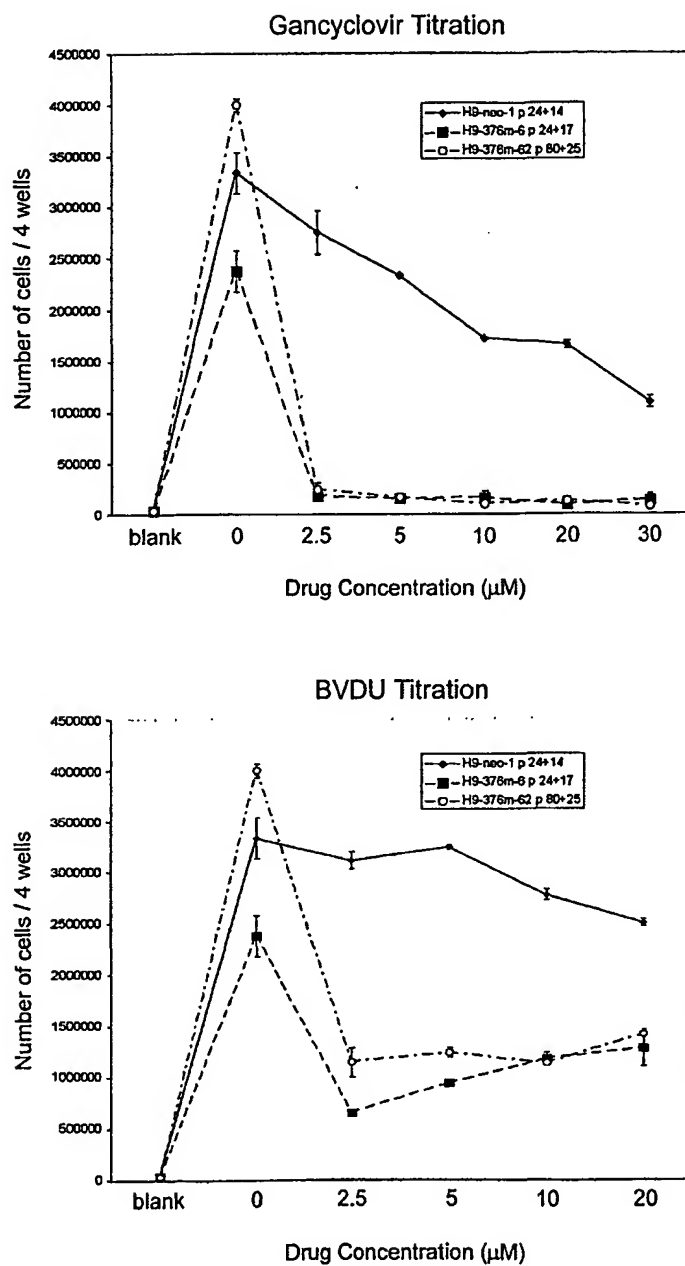 Gancyclovir Titration
4500000
4000000
3500000
3000000
2500000
2000000
1500000
1000000
500000
0
Number of cells / 4 wells
H9-neo-1 p 24+14
H9-376m-6 p 24+17
H9-376m-62 p 80+25
blank 0 2.5 5 10 20 30
Drug Concentration (μM)
BVDU Titration
4500000
4000000
3500000
3000000
2500000
2000000
1500000
1000000
500000
0
Number of cells / 4 wells
H9-neo-1 p 24+14
H9-376m-6 p 24+17
H9-376m-62 p 80+25
blank 0 2.5 5 10 20
Drug Concentration (μM)